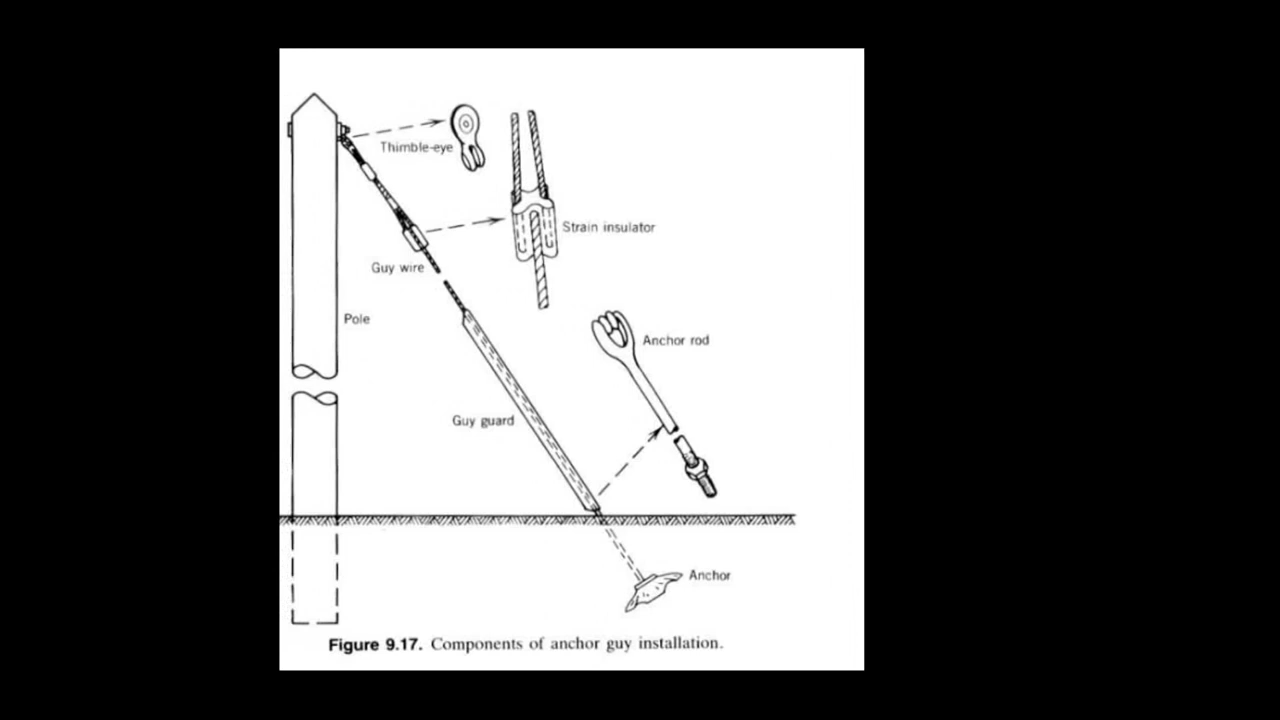 Thimble-eye
Strain insulator
Guy wire
Pole
Anchor rod
Guy guard
Anchor
Figure 9.17. Components of anchor guy installation.